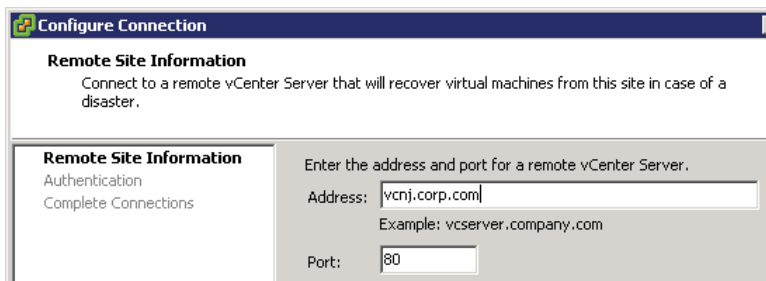 Configure Connection
Remote Site Information
Connect to a remote vCenter Server that will recover virtual machines from this site in case of a
disaster.
Remote Site Information
Authentication
Complete Connections
Enter the address and port for a remote vCenter Server.
Address: vcnj.corp.com
Example: vcserver.company.com
Port: 80